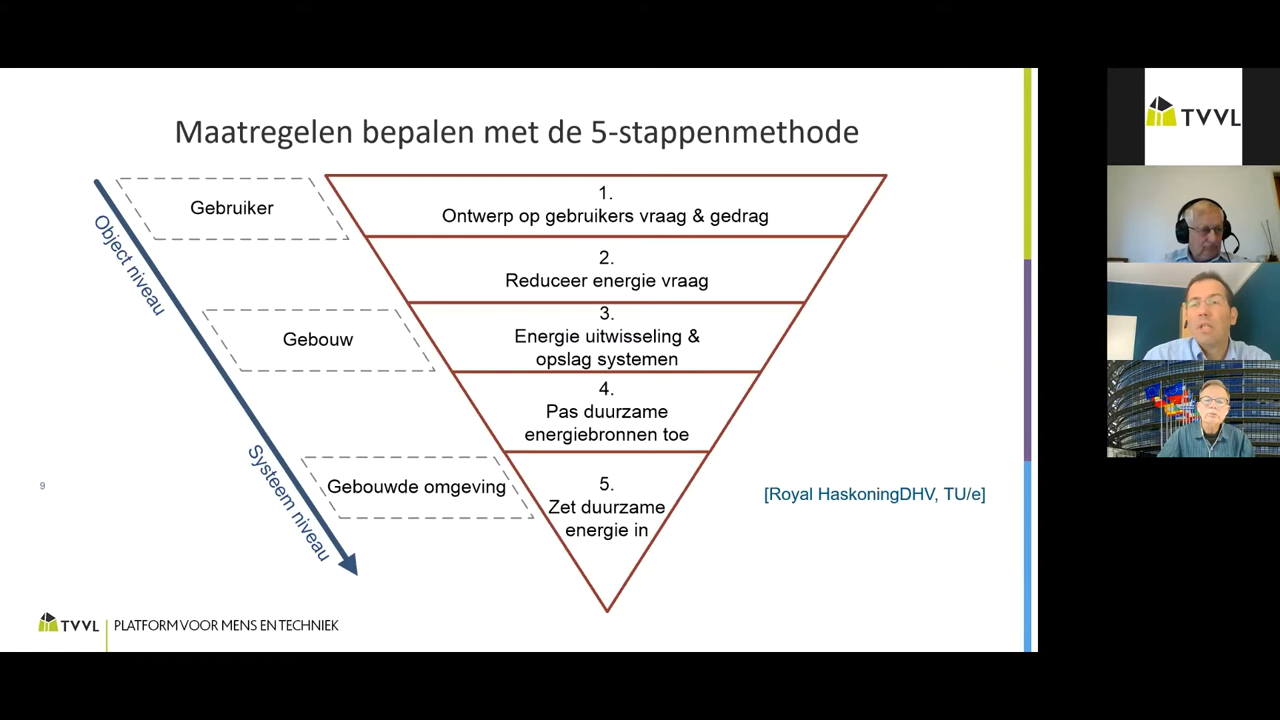 Maatregelen bepalen met de 5-stappenmethode
Gebruiker
Object niveau
1.
Ontwerp op gebruikers vraag & gedrag
2.
Reduceer energie vraag
Gebouw
3.
Energie uitwisseling &
opslag systemen
4.
Pas duurzame
energiebronnen toe
Systeem niveau
Gebouwde omgeving
5.
Zet duurzame
energie in
[Royal HaskoningDHV, TU/e]
9
TVVL
PLATFORM VOOR MENS EN TECHNIEK
TVVL